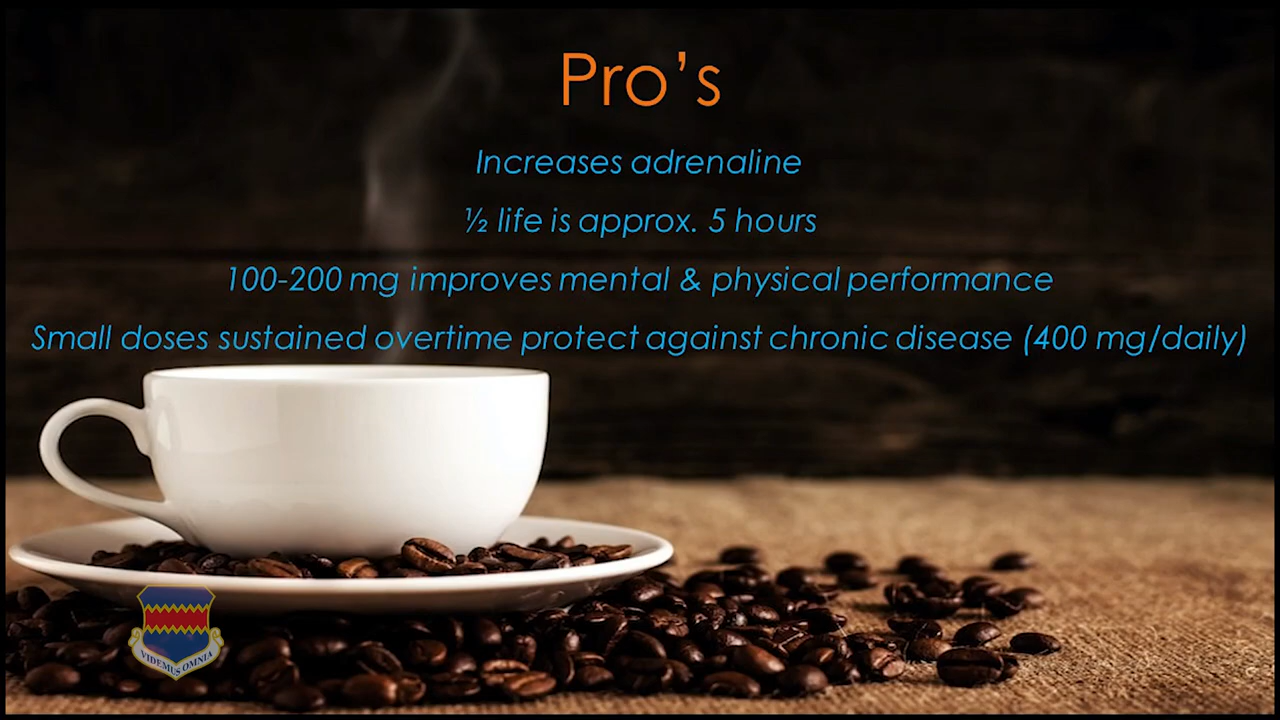 Pro's
Increases adrenaline
½ life is approx. 5 hours
100-200 mg improves mental & physical performance
Small doses sustained overtime protect against chronic disease (400 mg/daily)
VIDEMUS OMNIA